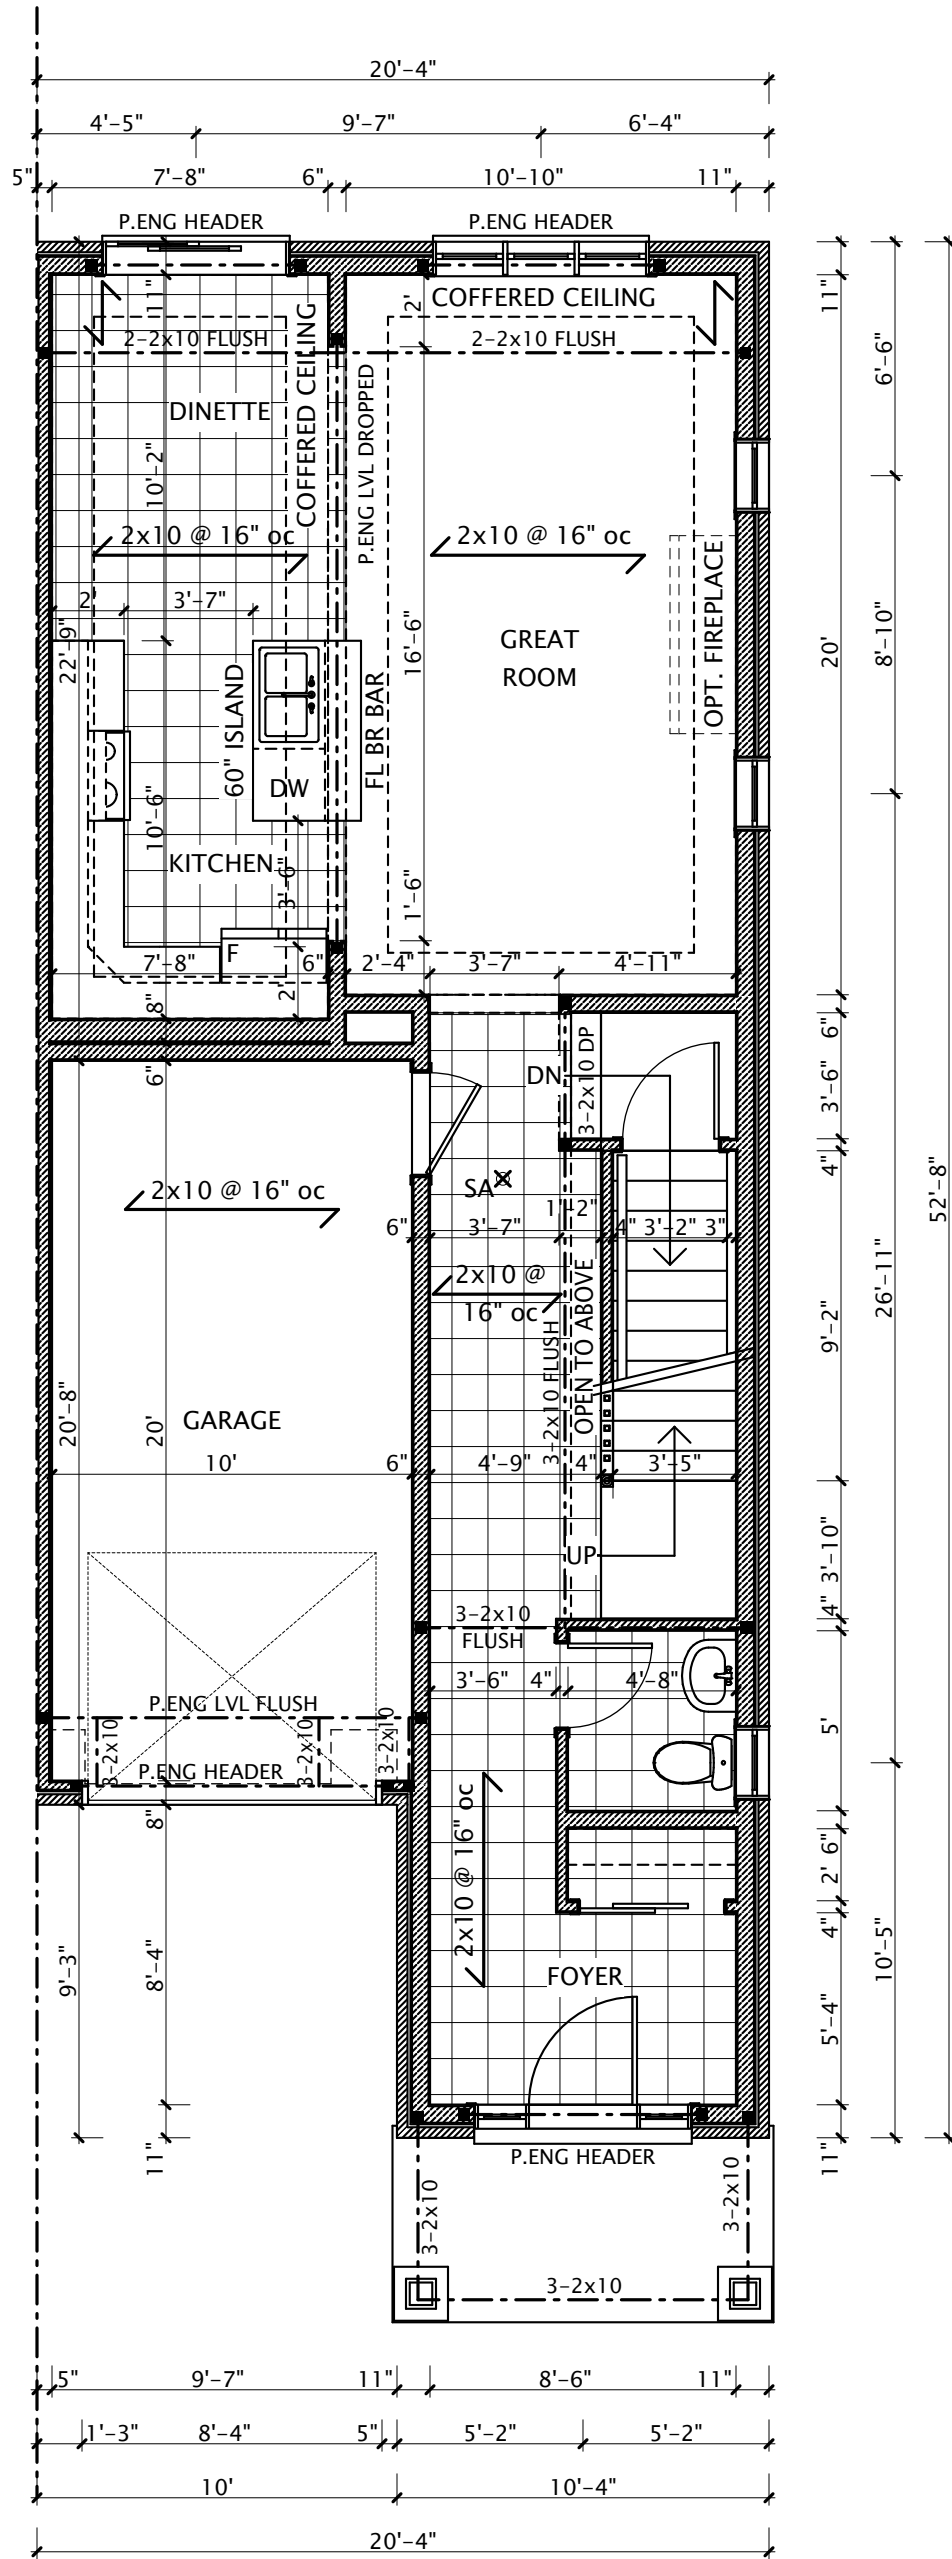 20'-4"
4'-5" 9'-7" 6'-4"
5" 7'-8" 6" 10'-10" 11"
P.ENG HEADER P.ENG HEADER
11" COFFERED CEILING 2' 11"
2-2x10 FLUSH 2-2x10 FLUSH
6'-6"
COFFERED CEILING
P.ENG LVL DROPPED
DINETTE
10'-2"
2x10 @ 16" oc 2x10 @ 16" oc
2' 3'-7"
22'-9"
16'-6"
GREAT
ROOM
OPT. FIREPLACE
20'
8'-10"
60" ISLAND
FL BR BAR
DW
10'-6"
KITCHEN
3'-6"
1'-6"
F
7'-8" 6" 2'-4" 3'-7" 4'-11"
8" 2'
6" 6"
DN
3-2x10 DP
3'-6"
52'-8"
4"
SA
2x10 @ 16" oc
1'-2"
6" 3'-7" 4" 3'-2" 3"
2x10 @
16" oc
26'-11"
9'-2"
3-2x10 FLUSH
OPEN TO ABOVE
20'-8" 20'
GARAGE
10' 6" 4'-9" 4" 3'-5"
UP
3'-10"
4"
3-2x10
FLUSH
3'-6" 4" 4'-8"
P.ENG LVL FLUSH
3-2x10 3-2x10 3-2x10
P.ENG HEADER
5'
8"
2x10 @ 16" oc
6"
2'
4"
9'-3" 8'-4"
FOYER
10'-5"
5'-4"
11" 11"
P.ENG HEADER
3-2x10 3-2x10
3-2x10
5" 9'-7" 11" 8'-6" 11"
1'-3" 8'-4" 5" 5'-2" 5'-2"
10' 10'-4"
20'-4"